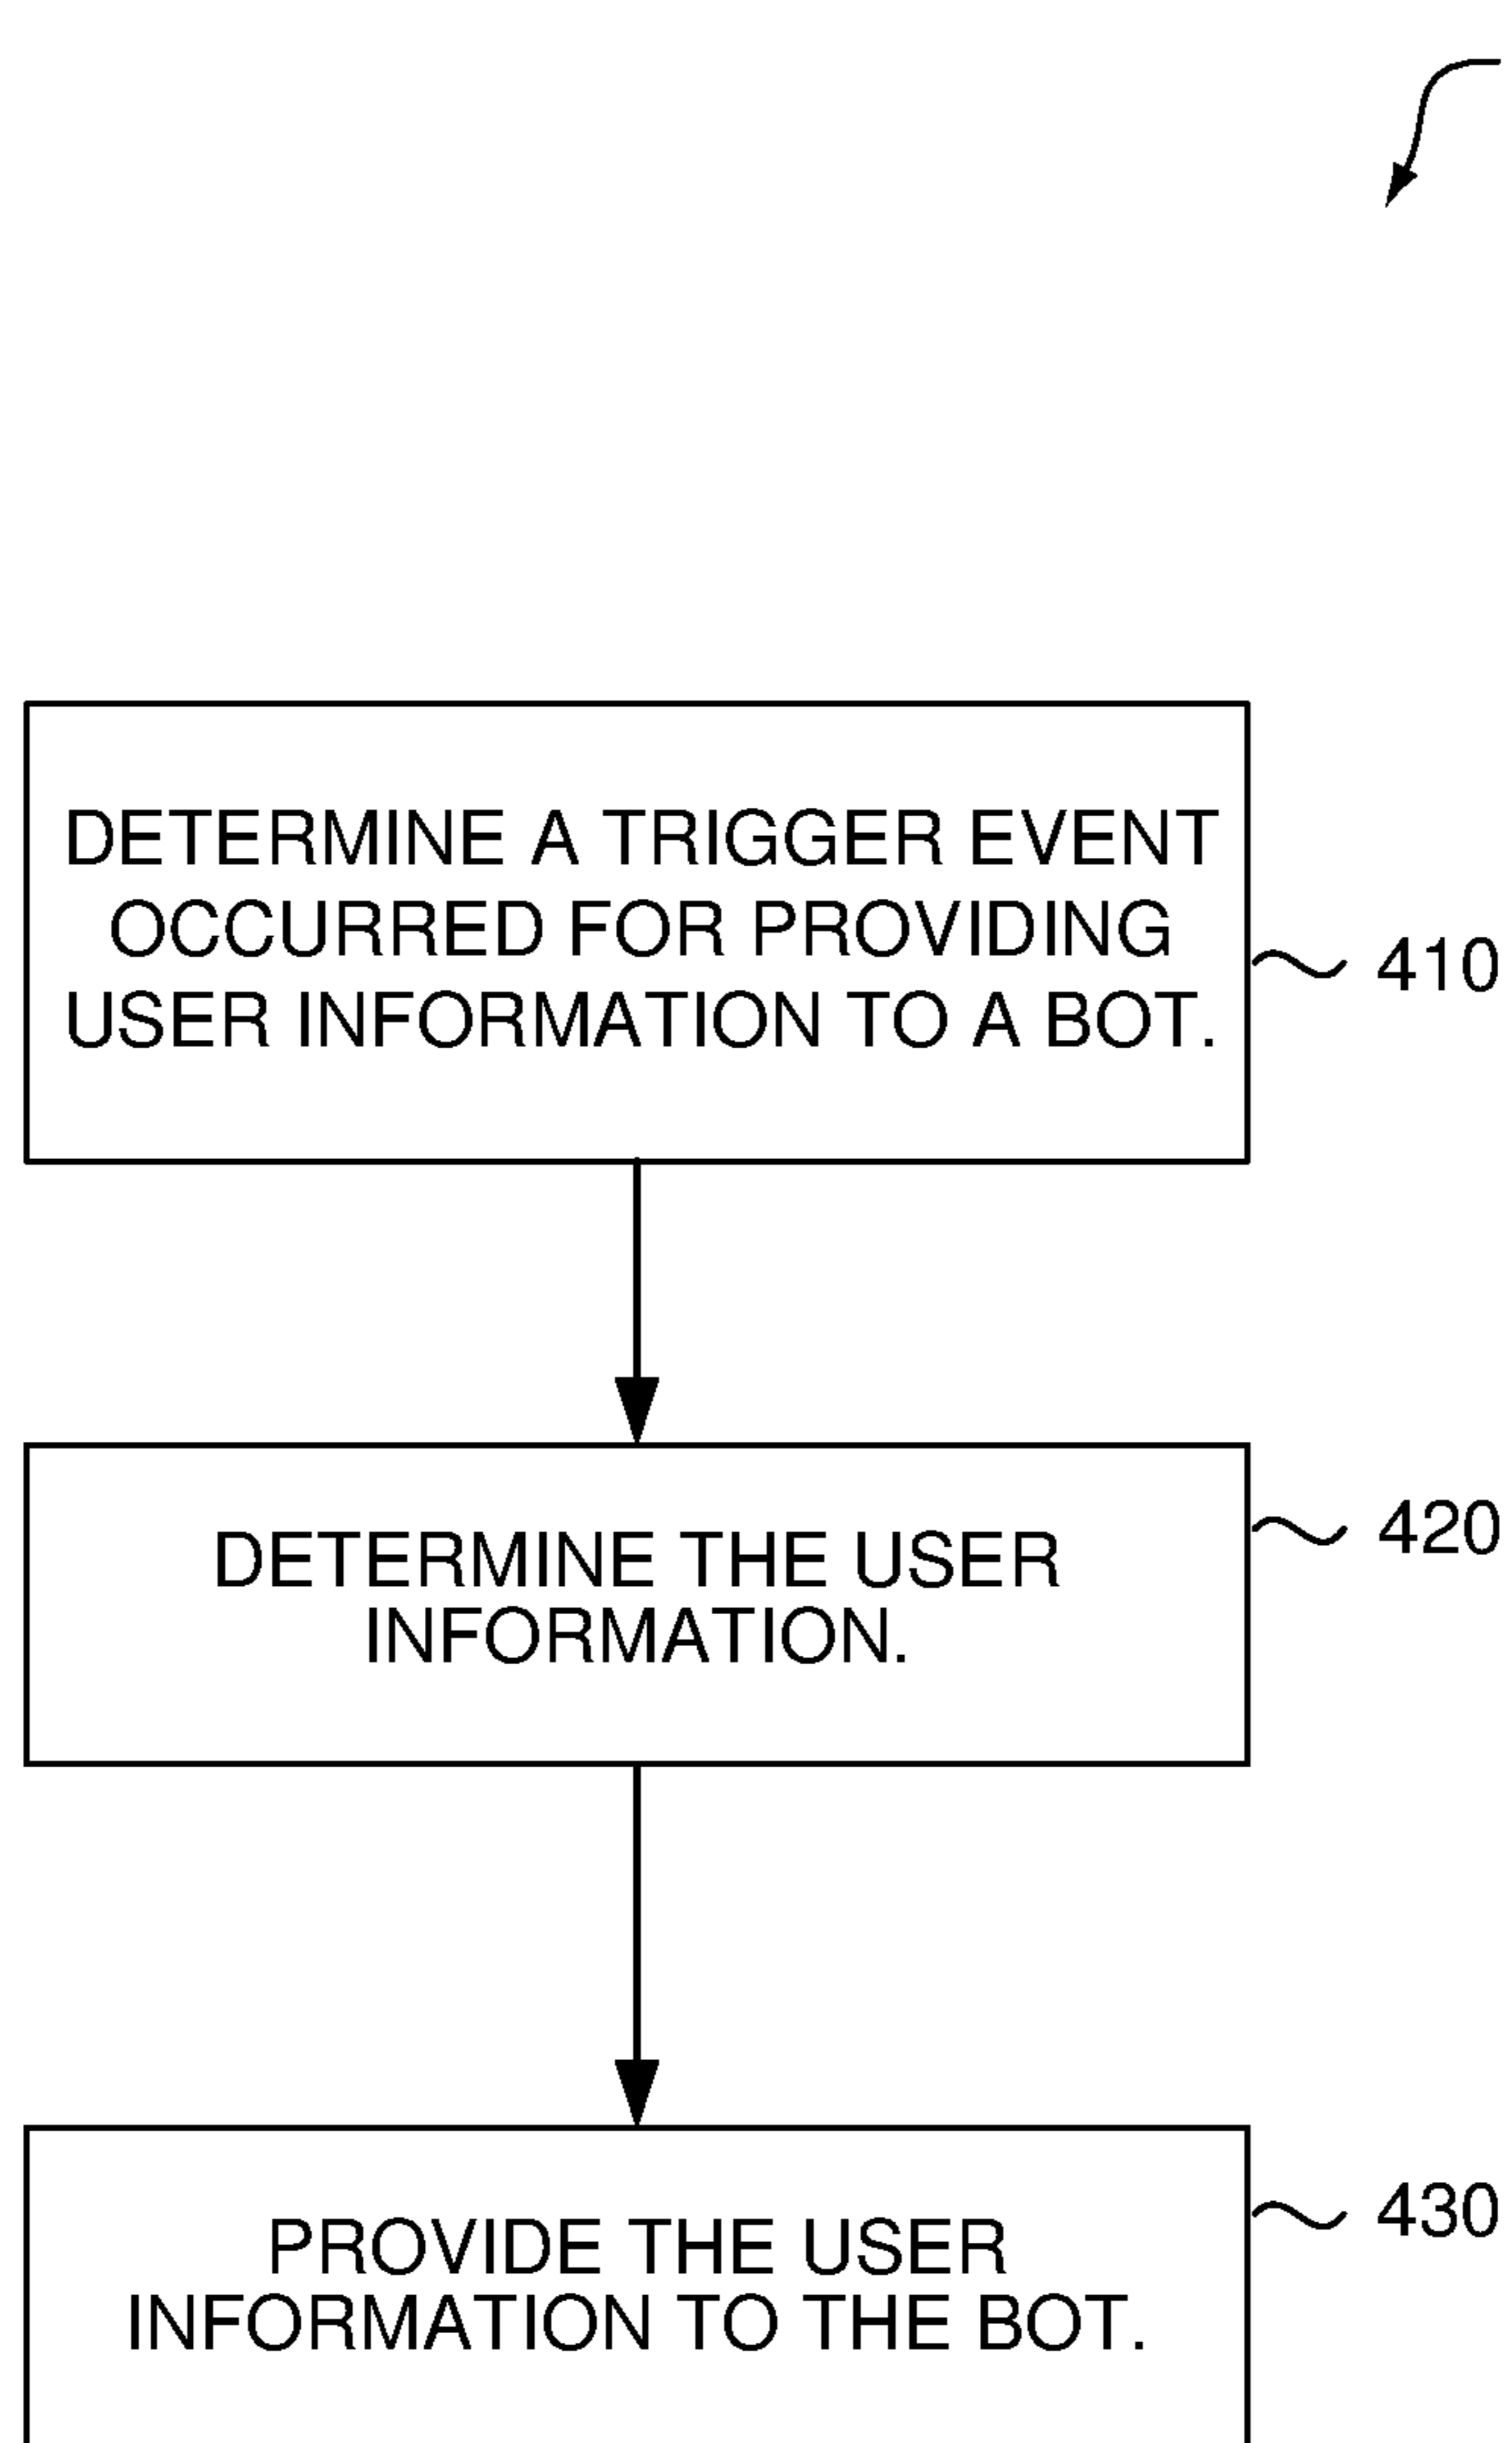 DETERMINE A TRIGGER EVENT
OCCURRED FOR PROVIDING
USER INFORMATION TO A BOT.
410
DETERMINE THE USER
INFORMATION.
420
PROVIDE THE USER
INFORMATION TO THE BOT.
430